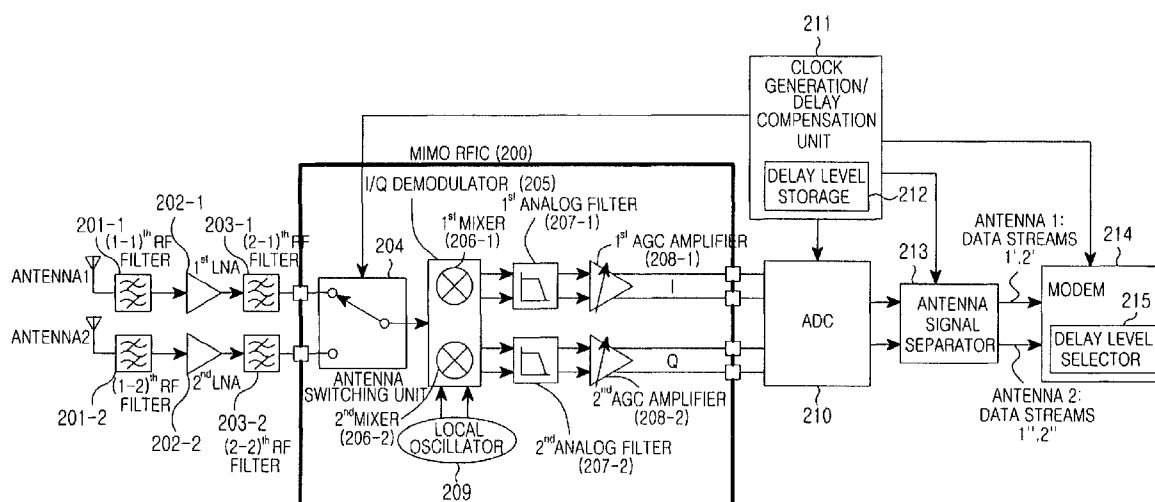 211
CLOCK
GENERATION/
DELAY
COMPENSATION
UNIT
DELAY LEVEL
STORAGE
212
MIMO RFIC (200)
I/Q DEMODULATOR (205)
1st MIXER
(206-1)
1st ANALOG FILTER
(207-1)
1st AGC AMPLIFIER
(208-1)
I
201-1
(1-1)th RF
FILTER
202-1
1st LNA
203-1
(2-1)th RF
FILTER
204
ANTENNA1
ANTENNA2
201-2
(1-2)th RF
FILTER
202-2
2nd LNA
203-2
(2-2)th RF
FILTER
ANTENNA
SWITCHING UNIT
2nd MIXER
(206-2)
LOCAL
OSCILLATOR
209
2nd ANALOG FILTER
(207-2)
Q
2nd AGC AMPLIFIER
(208-2)
ADC
210
213
ANTENNA
SIGNAL
SEPARATOR
ANTENNA 1:
DATA STREAMS
1',2'
214
MODEM
215
DELAY LEVEL
SELECTOR
ANTENNA 2:
DATA STREAMS
1",2"